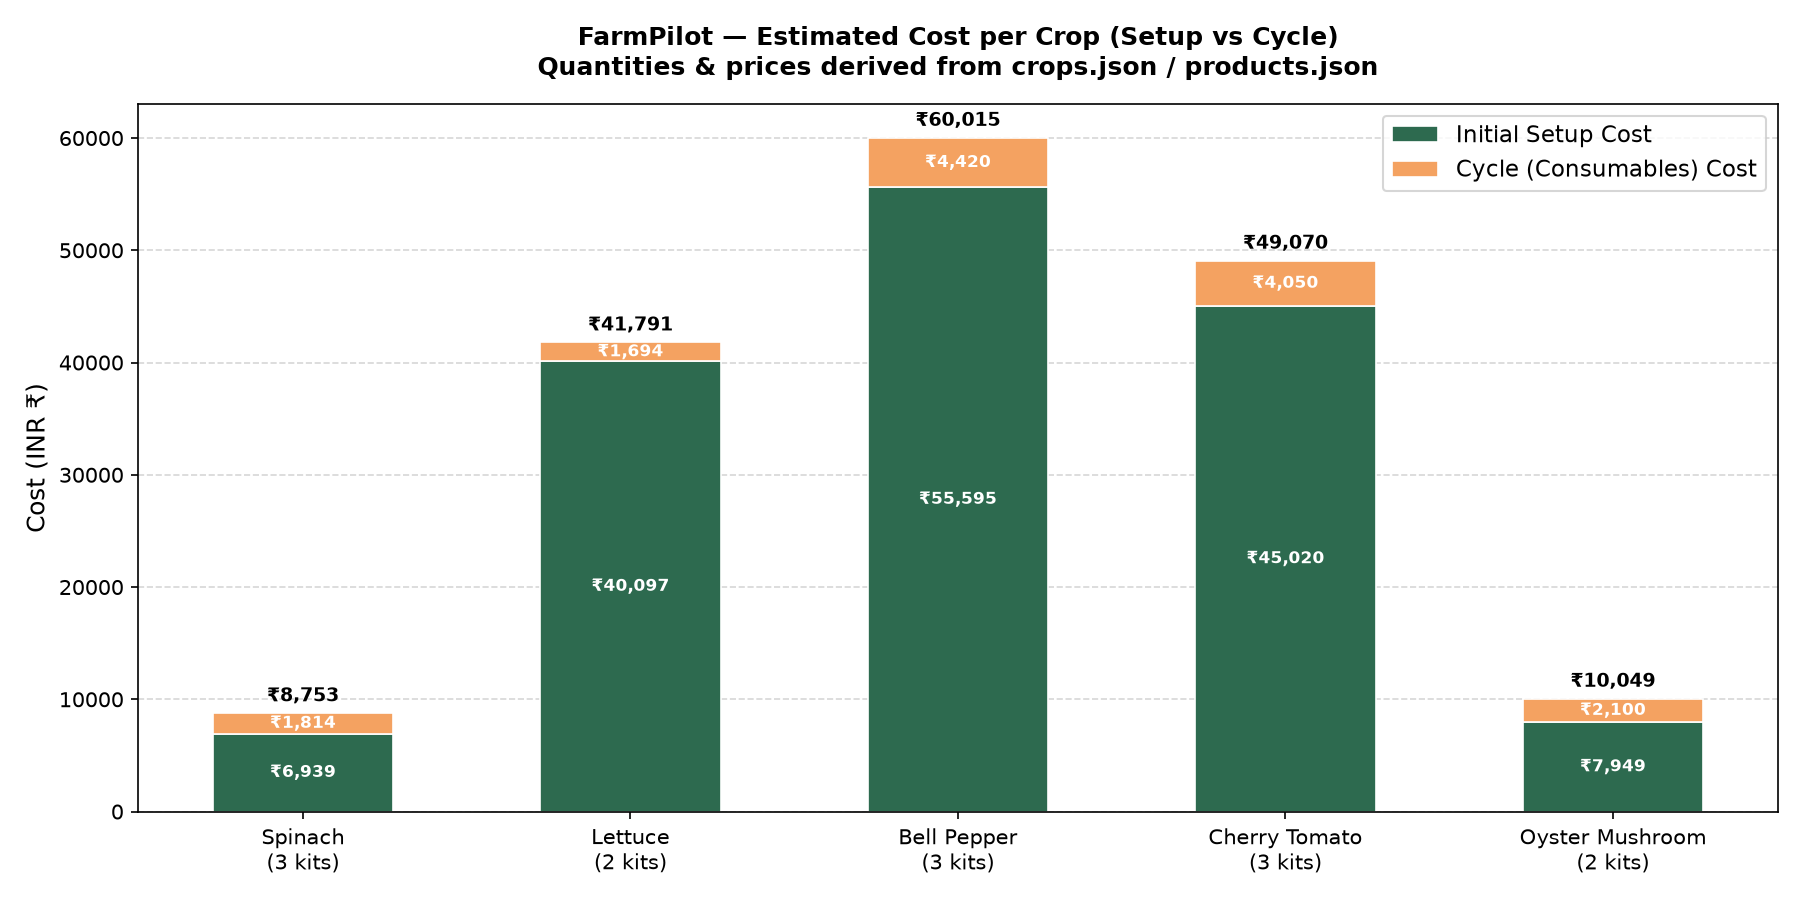 FarmPilot — Estimated Cost per Crop (Setup vs Cycle)
Quantities & prices derived from crops.json / products.json
Initial Setup Cost
Cycle (Consumables) Cost
Cost (INR ₹)
60000
50000
40000
30000
20000
10000
0
₹8,753
₹1,814
₹6,939
₹41,791
₹1,694
₹40,097
₹60,015
₹4,420
₹55,595
₹49,070
₹4,050
₹45,020
₹10,049
₹2,100
₹7,949
Spinach
(3 kits)
Lettuce
(2 kits)
Bell Pepper
(3 kits)
Cherry Tomato
(3 kits)
Oyster Mushroom
(2 kits)